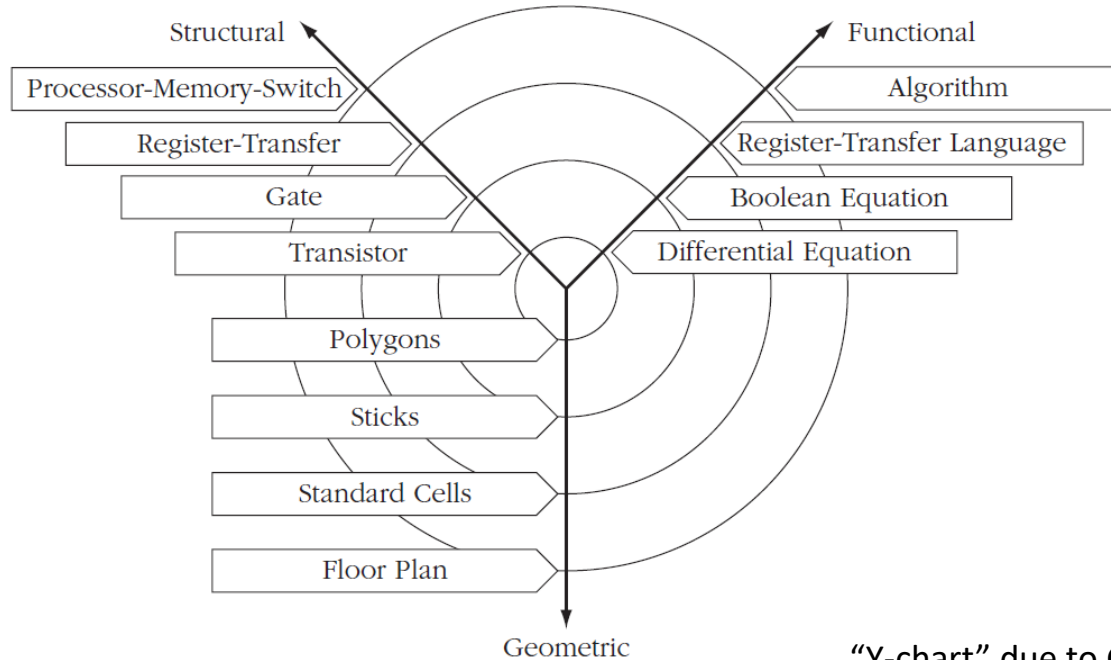 Structural
Functional
Processor-Memory-Switch
Algorithm
Register-Transfer
Register-Transfer Language
Gate
Boolean Equation
Transistor
Differential Equation
Polygons
Sticks
Standard Cells
Floor Plan
Geometric
“Y-chart” due to